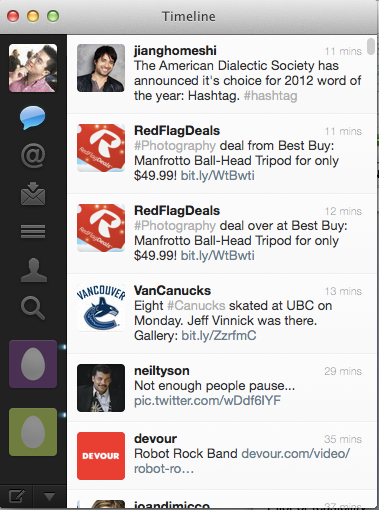 Timeline
jianghomeshi 11 mins
The American Dialectic Society has
announced it's choice for 2012 word of
the year: Hashtag. #hashtag
RedFlagDeals 11 mins
#Photography deal from Best Buy:
Manfrotto Ball-Head Tripod for only
$49.99! bit.ly/WtBwti
RedFlagDeals
RedFlagDeals 12 mins
#Photography deal over at Best Buy:
Manfrotto Ball-Head Tripod for only
$49.99! bit.ly/WtBwti
RedFlagDeals
VanCanucks 13 mins
Eight #Canucks skated at UBC on
Monday. Jeff Vinnick was there.
Gallery: bit.ly/ZzrfmC
VANCOUVER
neiltyson 29 mins
Not enough people pause...
pic.twitter.com/wDdf6IYF
devour 35 mins
Robot Rock Band devour.com/video/
robot-ro…
DEVOUR
joandimicco